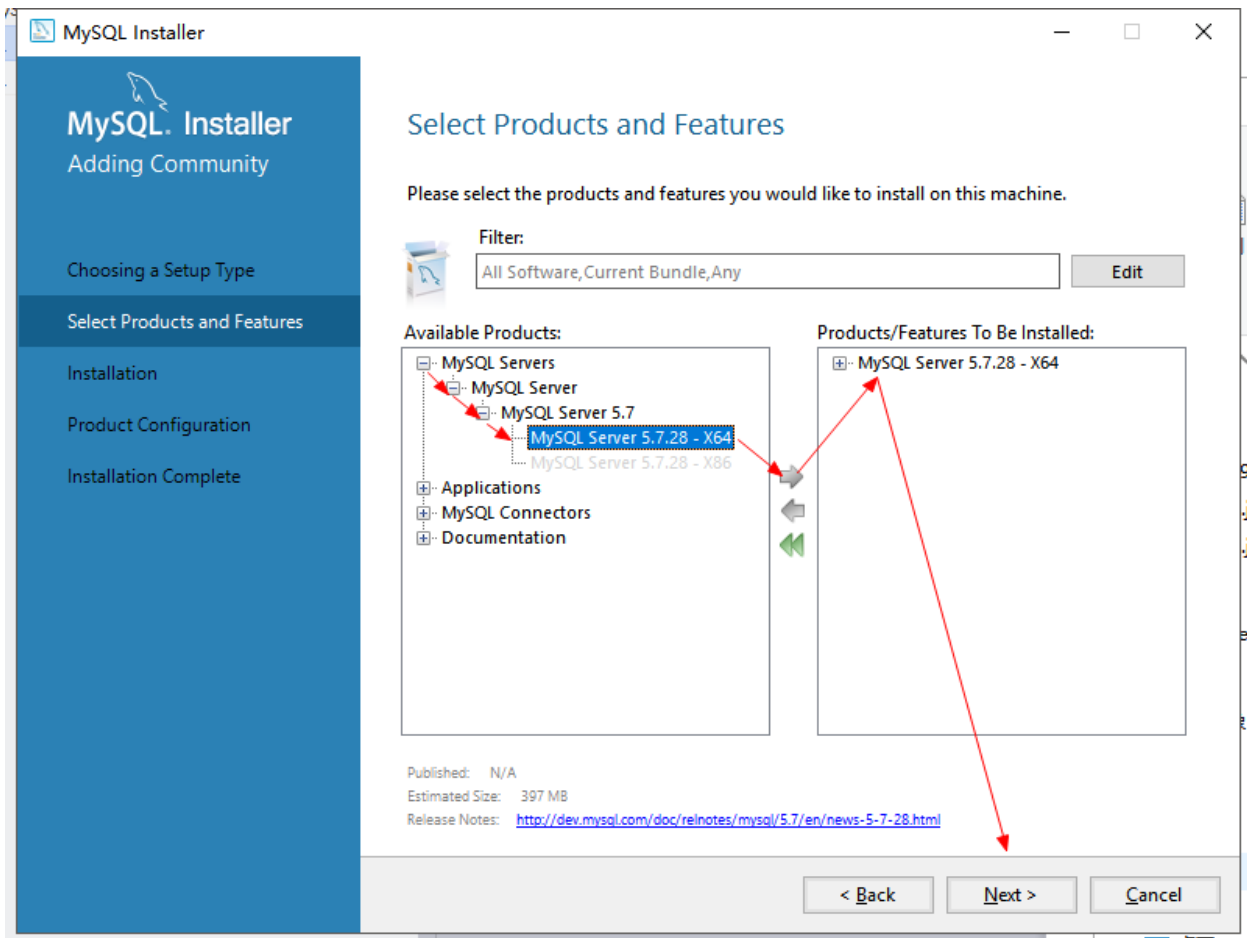 MySQL Installer
MySQL. Installer
Adding Community
Choosing a Setup Type
Select Products and Features
Installation
Product Configuration
Installation Complete
Select Products and Features
Please select the products and features you would like to install on this machine.
Filter:
All Software,Current Bundle,Any
Edit
Available Products:
MySQL Servers
MySQL Server
MySQL Server 5.7
MySQL Server 5.7.28 - X64
MySQL Server 5.7.28 - X86
Applications
MySQL Connectors
Documentation
Products/Features To Be Installed:
MySQL Server 5.7.28 - X64
Published: N/A
Estimated Size: 397 MB
Release Notes: http://dev.mysql.com/doc/relnotes/mysql/5.7/en/news-5-7-28.html
< Back
Next >
Cancel